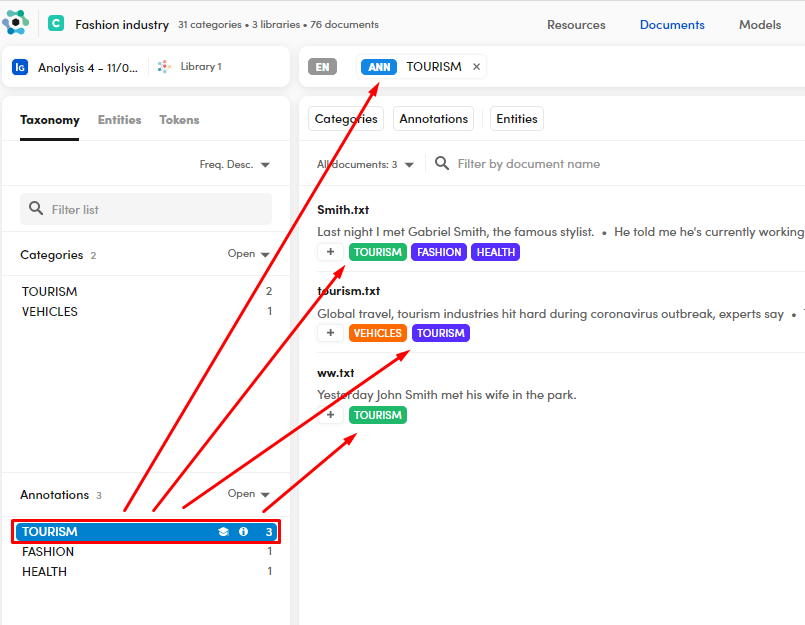 C Fashion industry 31 categories • 3 libraries • 76 documents Resources Documents Models
IG Analysis 4 - 11/0... Library 1
EN ANN TOURISM ×
Taxonomy Entities Tokens
Freq. Desc.
Filter list
Categories 2 Open
TOURISM 2
VEHICLES 1
Annotations 3 Open
TOURISM 3
FASHION 1
HEALTH 1
Categories Annotations Entities
All documents: 3 Filter by document name
Smith.txt
Last night I met Gabriel Smith, the famous stylist. • He told me he's currently working
+ TOURISM FASHION HEALTH
tourism.txt
Global travel, tourism industries hit hard during coronavirus outbreak, experts say •
+ VEHICLES TOURISM
ww.txt
Yesterday John Smith met his wife in the park.
+ TOURISM